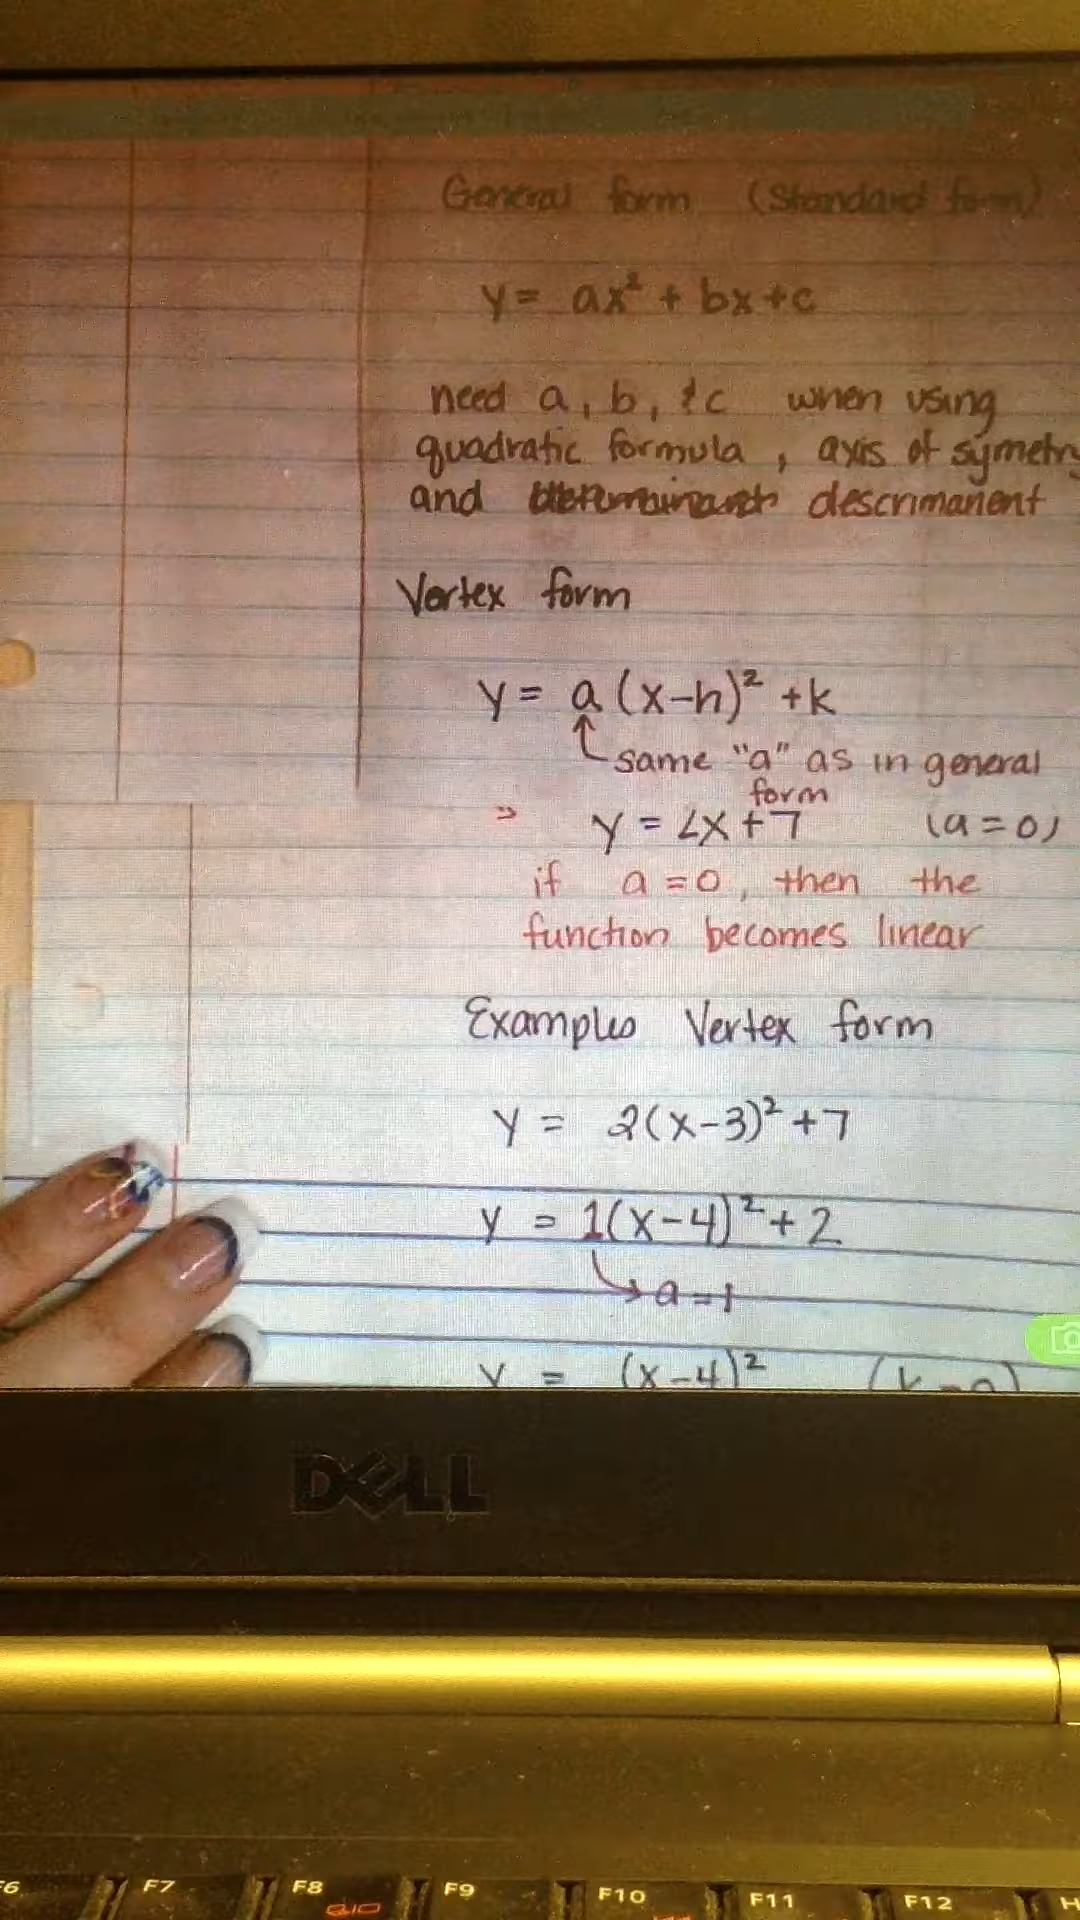 General form (Standard form)
y = ax² + bx + c
need a, b, & c when using
quadratic formula, axis of symetry
and descrimanent
Vertex form
y = a (x-h)² + k
same "a" as in general
form
y = 2x + 7 (a = 0)
if a = 0, then the
function becomes linear
Examples Vertex form
y = 2(x-3)² + 7
y = 1(x-4)² + 2
a = 1
y = (x-4)²
DELL
F7 F8 F9 F10 F11 F12